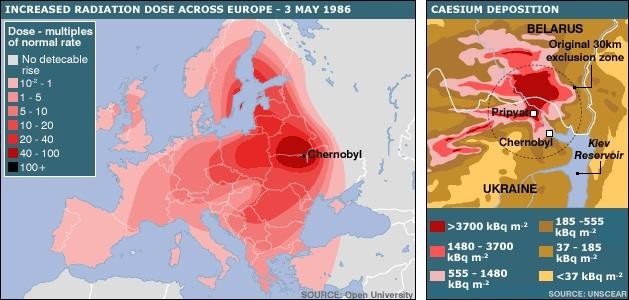 INCREASED RADIATION DOSE ACROSS EUROPE - 3 MAY 1986
Dose - multiples
of normal rate
No detecable
rise
10⁻² - 1
1 - 5
5 - 10
10 - 20
20 - 40
40 - 100
100+
Chernobyl
SOURCE: Open University
CAESIUM DEPOSITION
BELARUS
Original 30km
exclusion zone
Pripyat
Chernobyl
Kiev
Reservoir
UKRAINE
>3700 kBq m⁻²
1480 - 3700
kBq m⁻²
555 - 1480
kBq m⁻²
185 -555
kBq m⁻²
37 - 185
kBq m⁻²
<37 kBq m⁻²
SOURCE: UNSCEAR